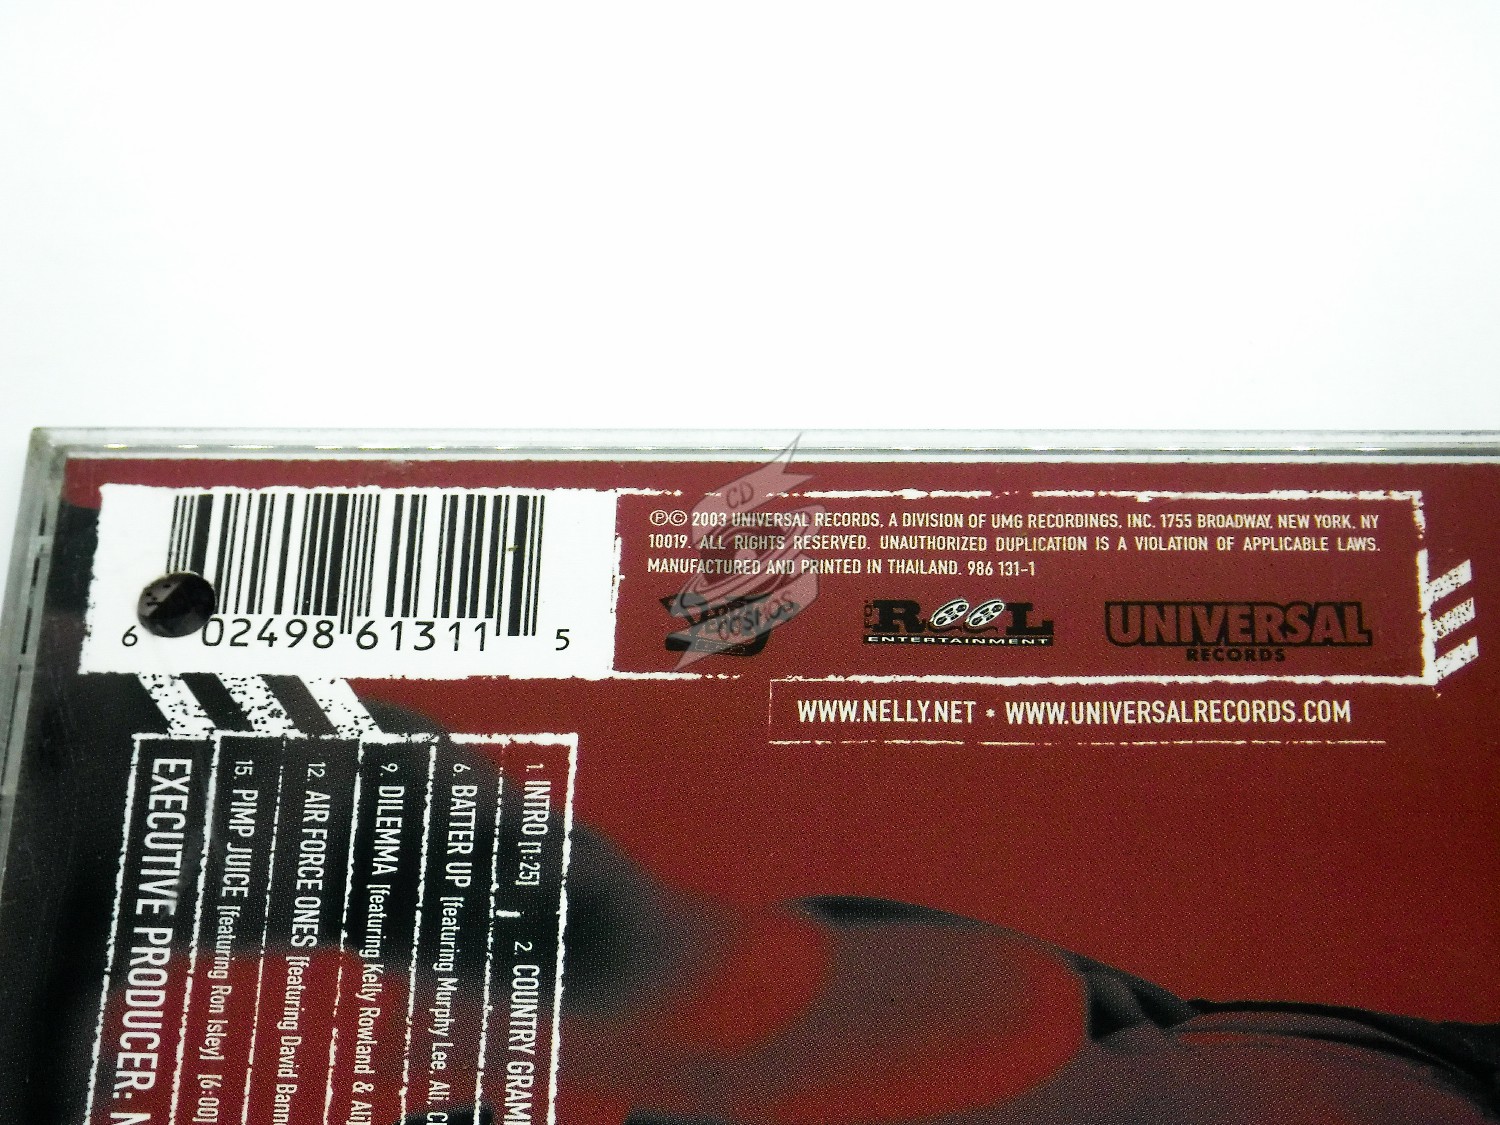 6 02498 61311 5
℗© 2003 UNIVERSAL RECORDS, A DIVISION OF UMG RECORDINGS, INC. 1755 BROADWAY, NEW YORK, NY
10019. ALL RIGHTS RESERVED. UNAUTHORIZED DUPLICATION IS A VIOLATION OF APPLICABLE LAWS.
MANUFACTURED AND PRINTED IN THAILAND. 986 131-1
CD
COSMOS
REEL
ENTERTAINMENT
UNIVERSAL
RECORDS
WWW.NELLY.NET • WWW.UNIVERSALRECORDS.COM
1. INTRO [1:25] 2. COUNTRY GRAM
6. BATTER UP [featuring Murphy Lee, Ali, C
9. DILEMMA [featuring Kelly Rowland & Ali]
12. AIR FORCE ONES [featuring David Bann
15. PIMP JUICE [featuring Ron Isley] [6:00]
EXECUTIVE PRODUCER: N